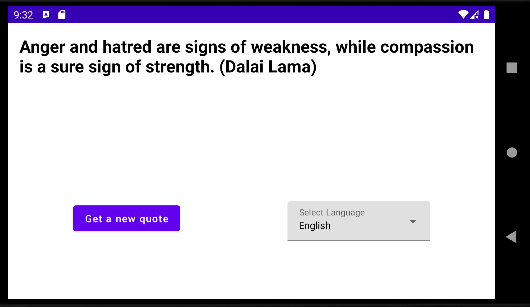 9:32
Anger and hatred are signs of weakness, while compassion
is a sure sign of strength. (Dalai Lama)
Get a new quote
Select Language
English